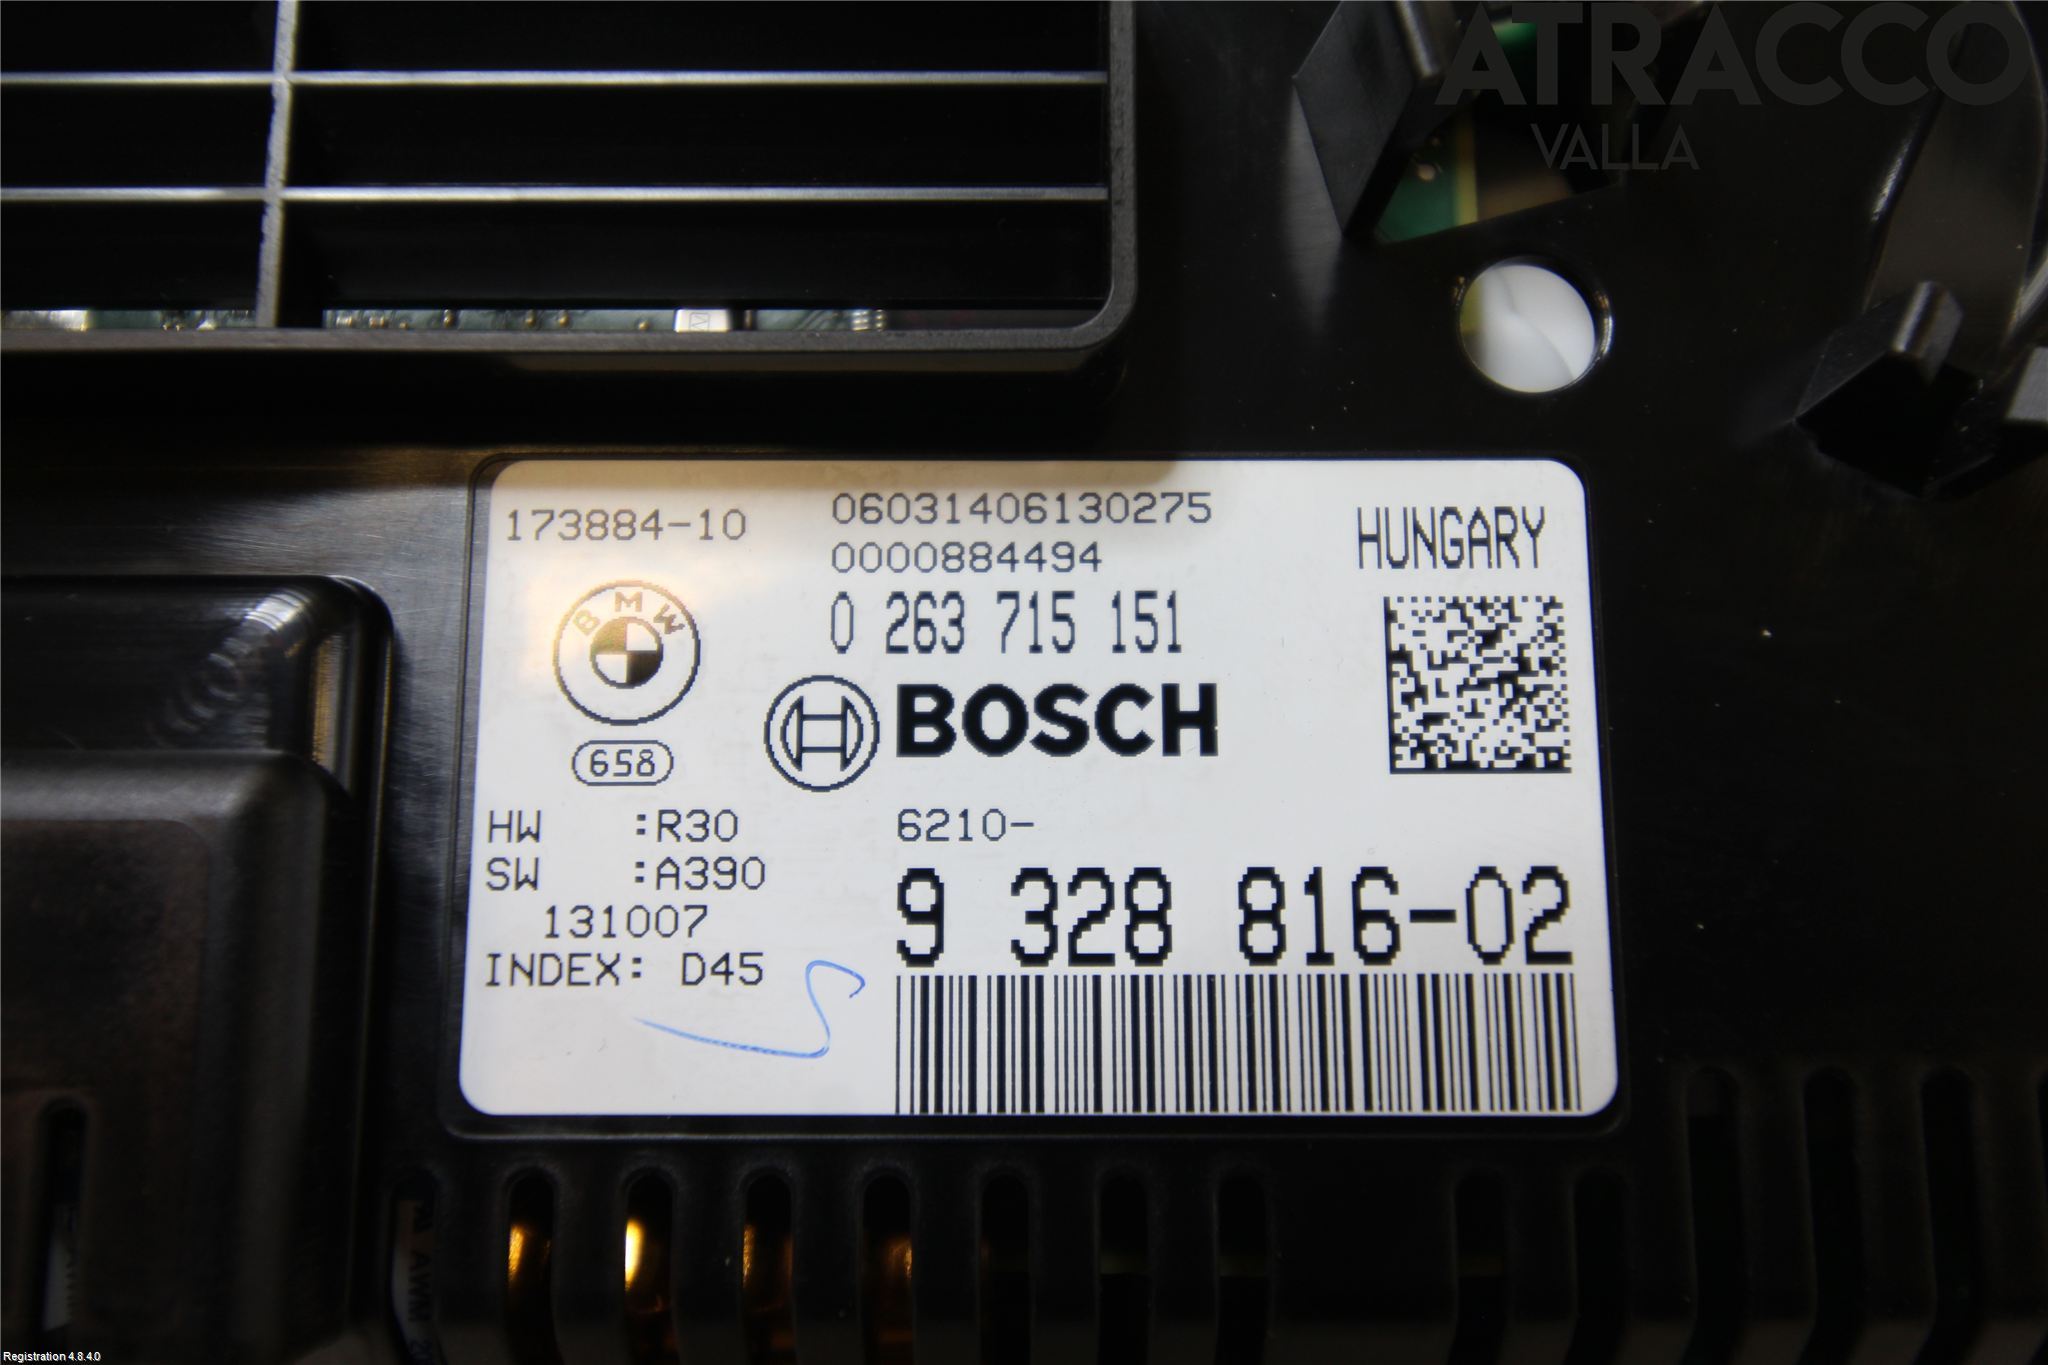 ATRACCO
VALLA
173884-10
06031406130275
0000884494
HUNGARY
0 263 715 151
BMW
BOSCH
658
HW :R30
SW :A390
131007
INDEX: D45
6210-
9 328 816-02
AWM
Registration 4.8.4.0